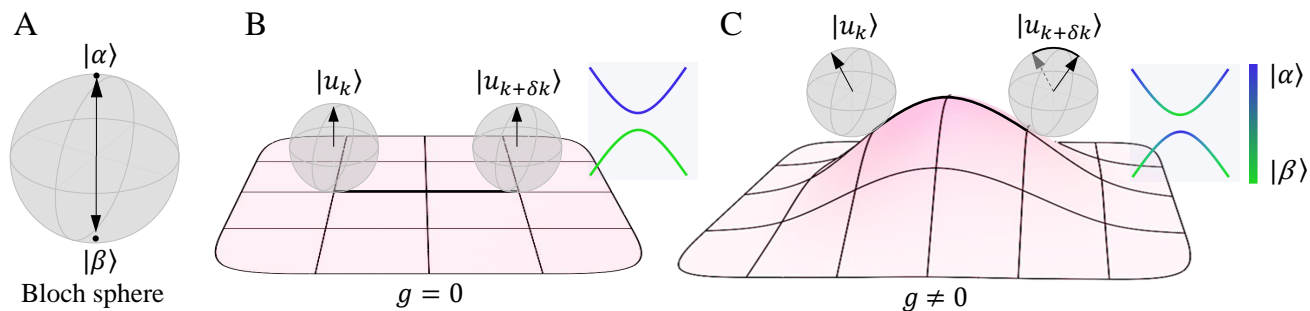 A
|α⟩
|β⟩
Bloch sphere
B
|u_k⟩
|u_{k+δk}⟩
g = 0
C
|u_k⟩
|u_{k+δk}⟩
|α⟩
|β⟩
g ≠ 0